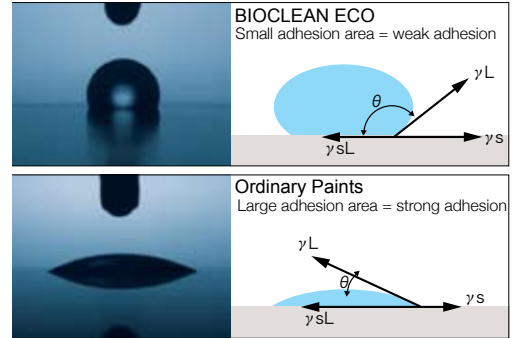 BIOCLEAN ECO
Small adhesion area = weak adhesion
γL
θ
γsL
γs
Ordinary Paints
Large adhesion area = strong adhesion
γL
θ
γsL
γs